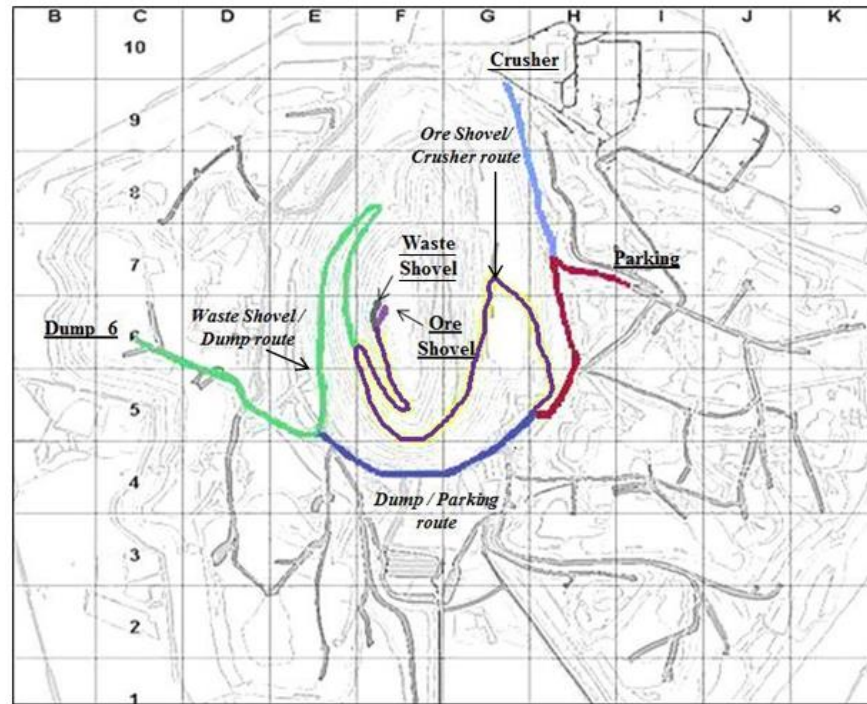 B C D E F G H I J K
10
Crusher
9
Ore Shovel/
Crusher route
8
Waste
Shovel
7
Parking
Waste Shovel /
Dump route
Dump 6
6
Ore
Shovel
5
4
Dump / Parking
route
3
2
1